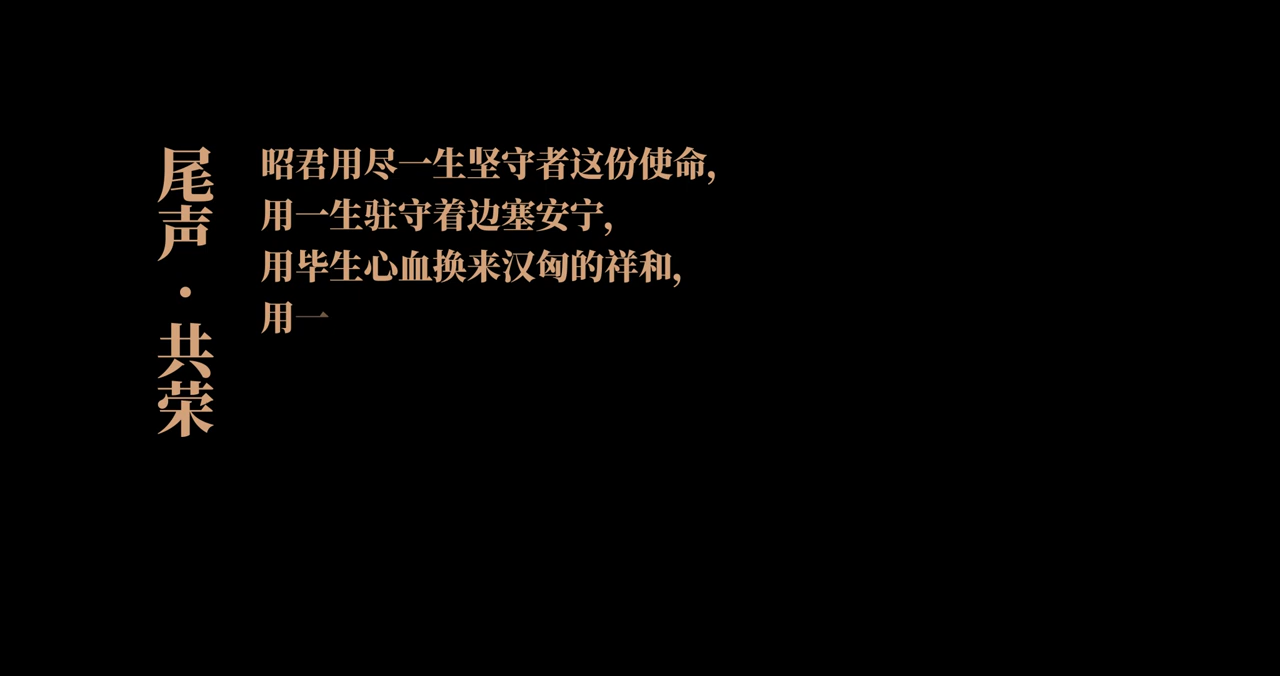 尾声·共荣
昭君用尽一生坚守者这份使命,
用一生驻守着边塞安宁,
用毕生心血换来汉匈的祥和,
用一